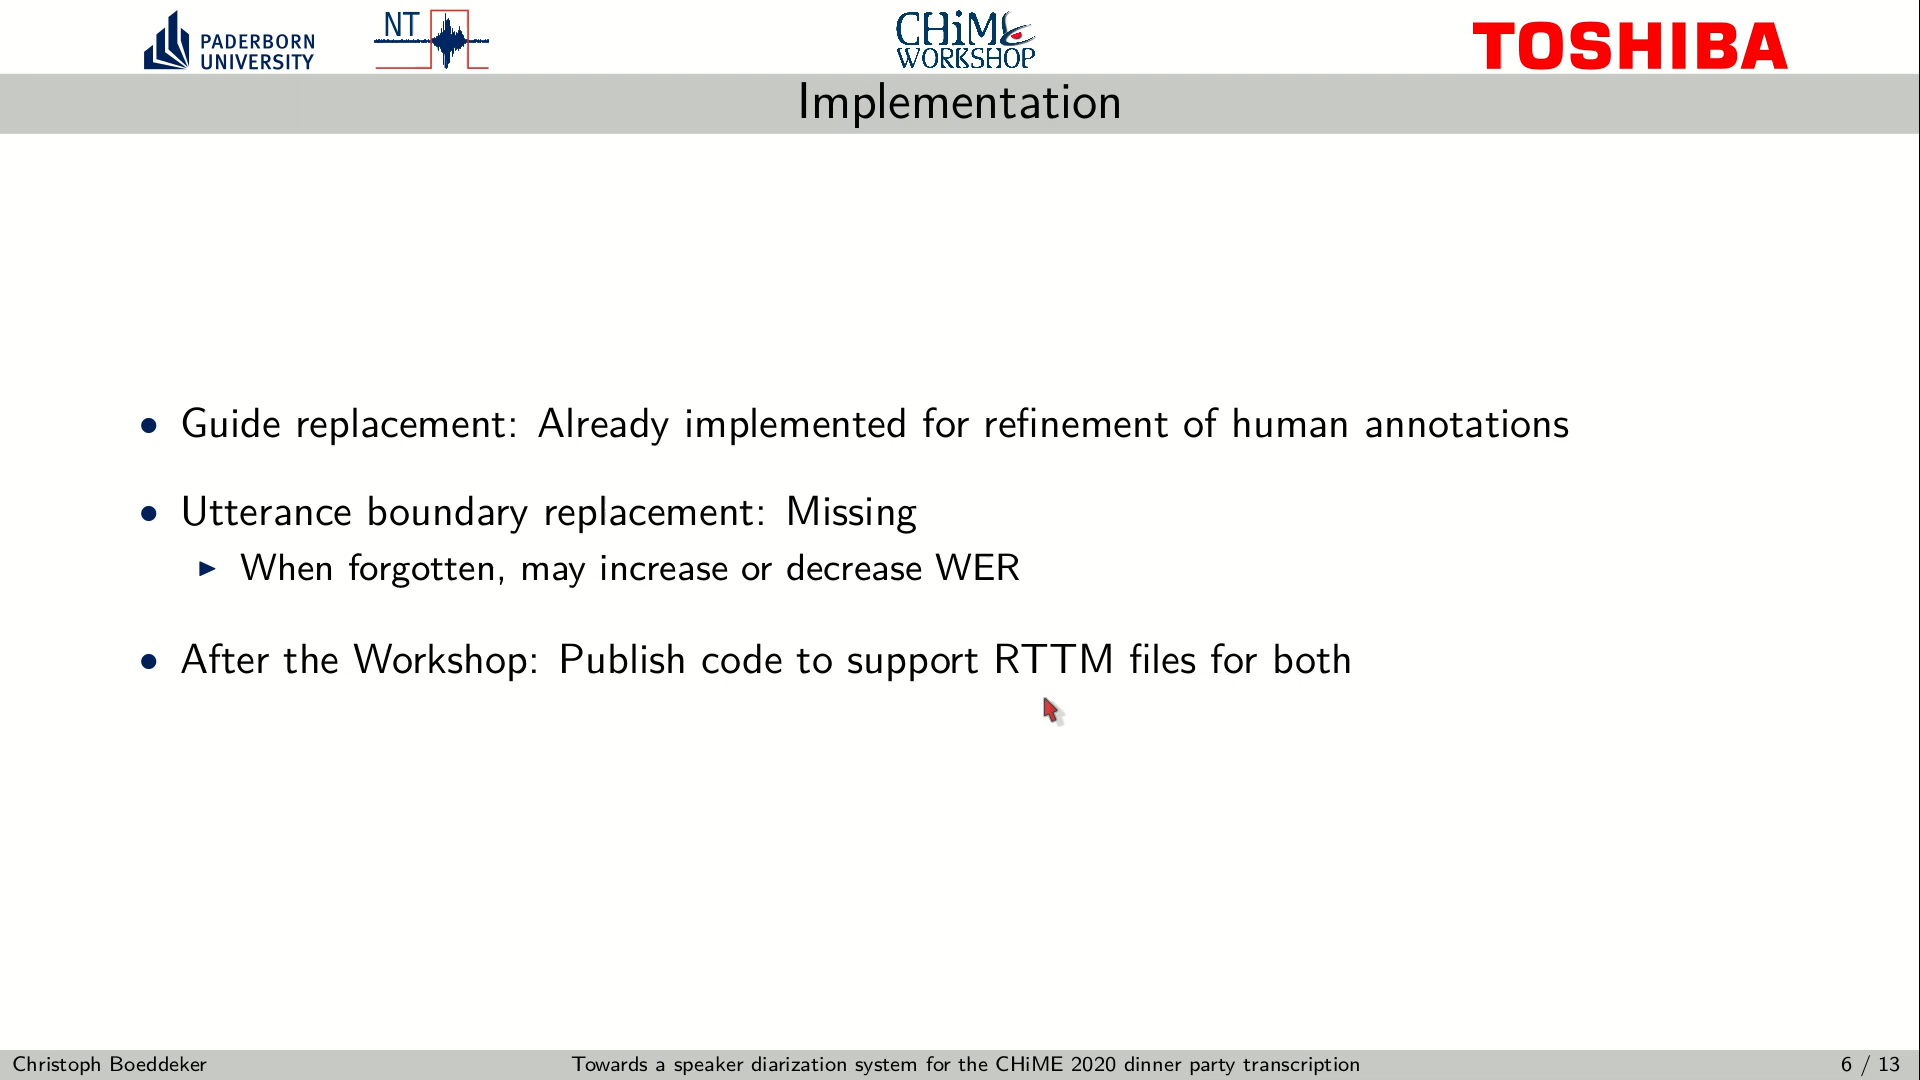 PADERBORN
UNIVERSITY
NT
CHiME
WORKSHOP
TOSHIBA
Implementation
• Guide replacement: Already implemented for refinement of human annotations
• Utterance boundary replacement: Missing
▶ When forgotten, may increase or decrease WER
• After the Workshop: Publish code to support RTTM files for both
Christoph Boeddeker
Towards a speaker diarization system for the CHiME 2020 dinner party transcription
6 / 13